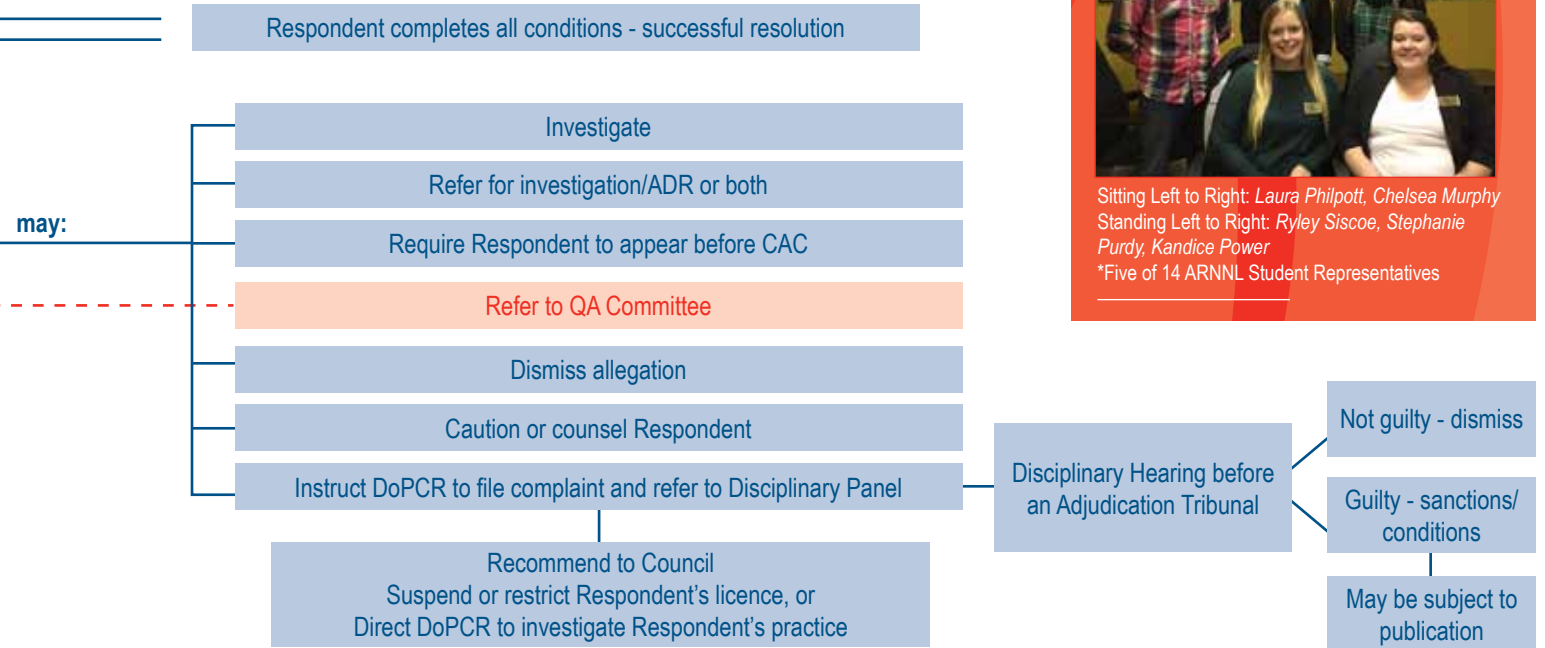 Respondent completes all conditions - successful resolution
may:
Investigate
Refer for investigation/ADR or both
Require Respondent to appear before CAC
Refer to QA Committee
Dismiss allegation
Caution or counsel Respondent
Instruct DoPCR to file complaint and refer to Disciplinary Panel
Recommend to Council
Suspend or restrict Respondent's licence, or
Direct DoPCR to investigate Respondent's practice
Disciplinary Hearing before
an Adjudication Tribunal
Not guilty - dismiss
Guilty - sanctions/
conditions
May be subject to
publication
Sitting Left to Right: Laura Philpott, Chelsea Murphy
Standing Left to Right: Ryley Siscoe, Stephanie
Purdy, Kandice Power
*Five of 14 ARNNL Student Representatives